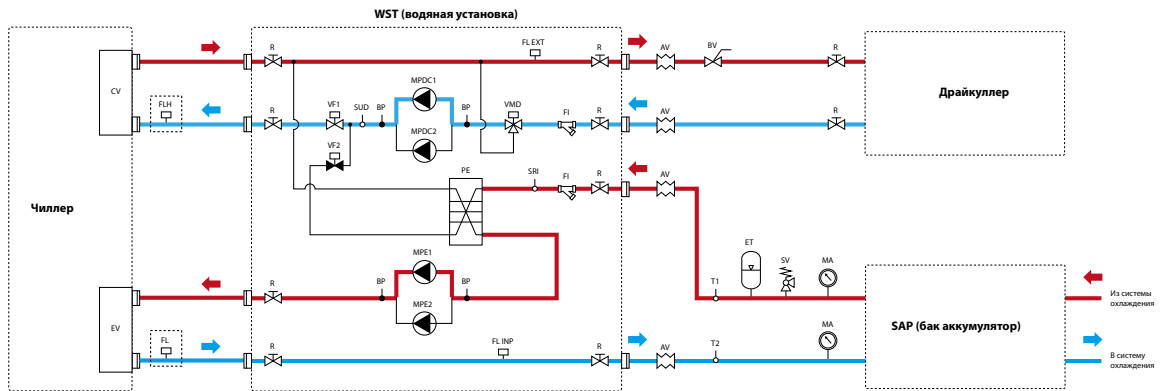 WST (водяная установка)
R
FL EXT
R
AV
BV
R
CV
FLH
R
VF1
SUD
BP
MPDC1
MPDC2
BP
VMD
FI
R
AV
R
Драйкуллер
VF2
PE
SRI
FI
R
AV
Чиллер
ET
SV
MA
MPE1
MPE2
R
BP
BP
T1
Из системы
охлаждения
SAP (бак аккумулятор)
EV
FL
R
FL INP
R
AV
T2
MA
В систему
охлаждения